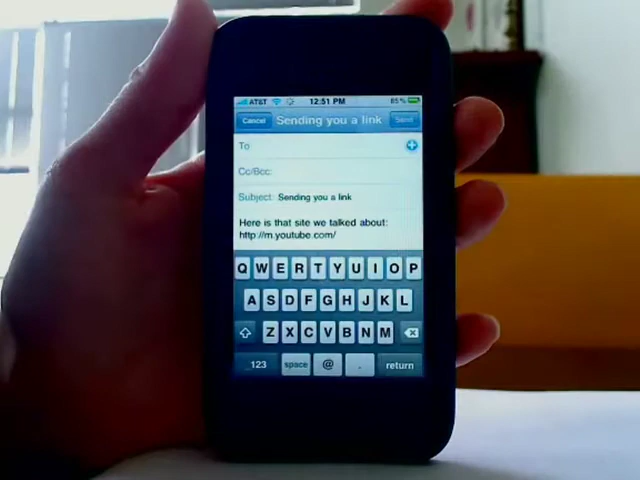 AT&T 12:51 PM 85%
Cancel Sending you a link Send
To
Cc/Bcc:
Subject: Sending you a link
Here is that site we talked about:
http://m.youtube.com/
Q W E R T Y U I O P
A S D F G H J K L
Z X C V B N M
.123 space @ . return